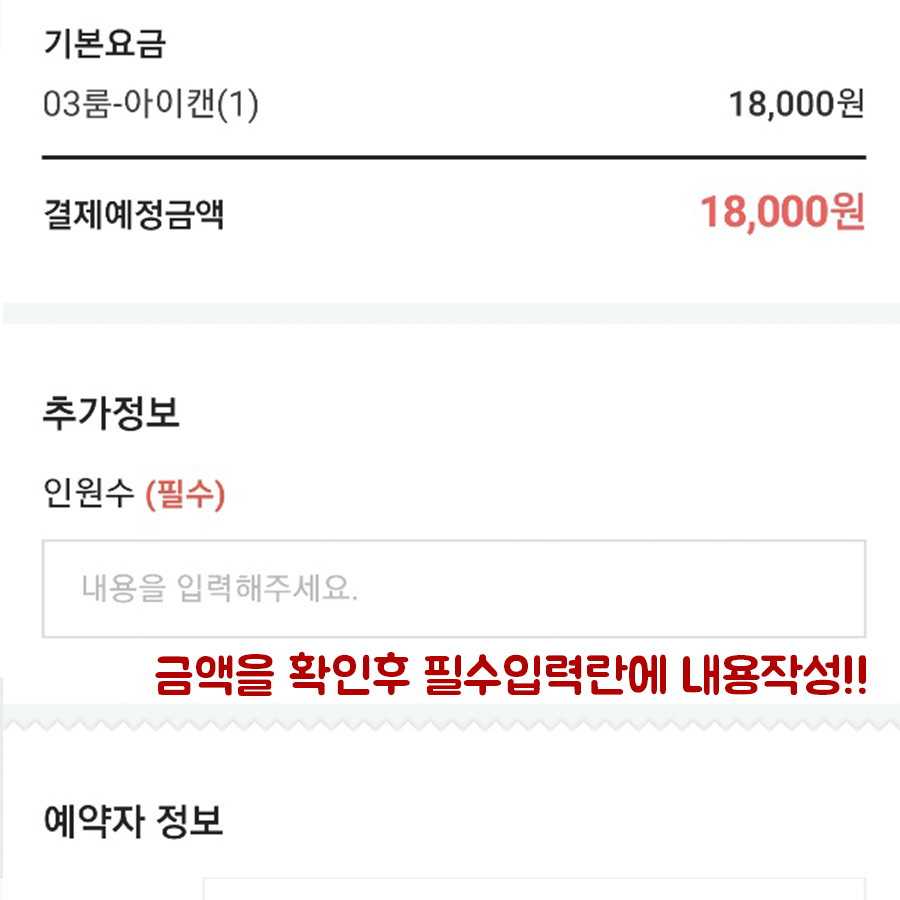 기본요금
03룸-아이캔(1) 18,000원
결제예정금액 18,000원
추가정보
인원수 (필수)
내용을 입력해주세요.
금액을 확인후 필수입력란에 내용작성!!
예약자 정보